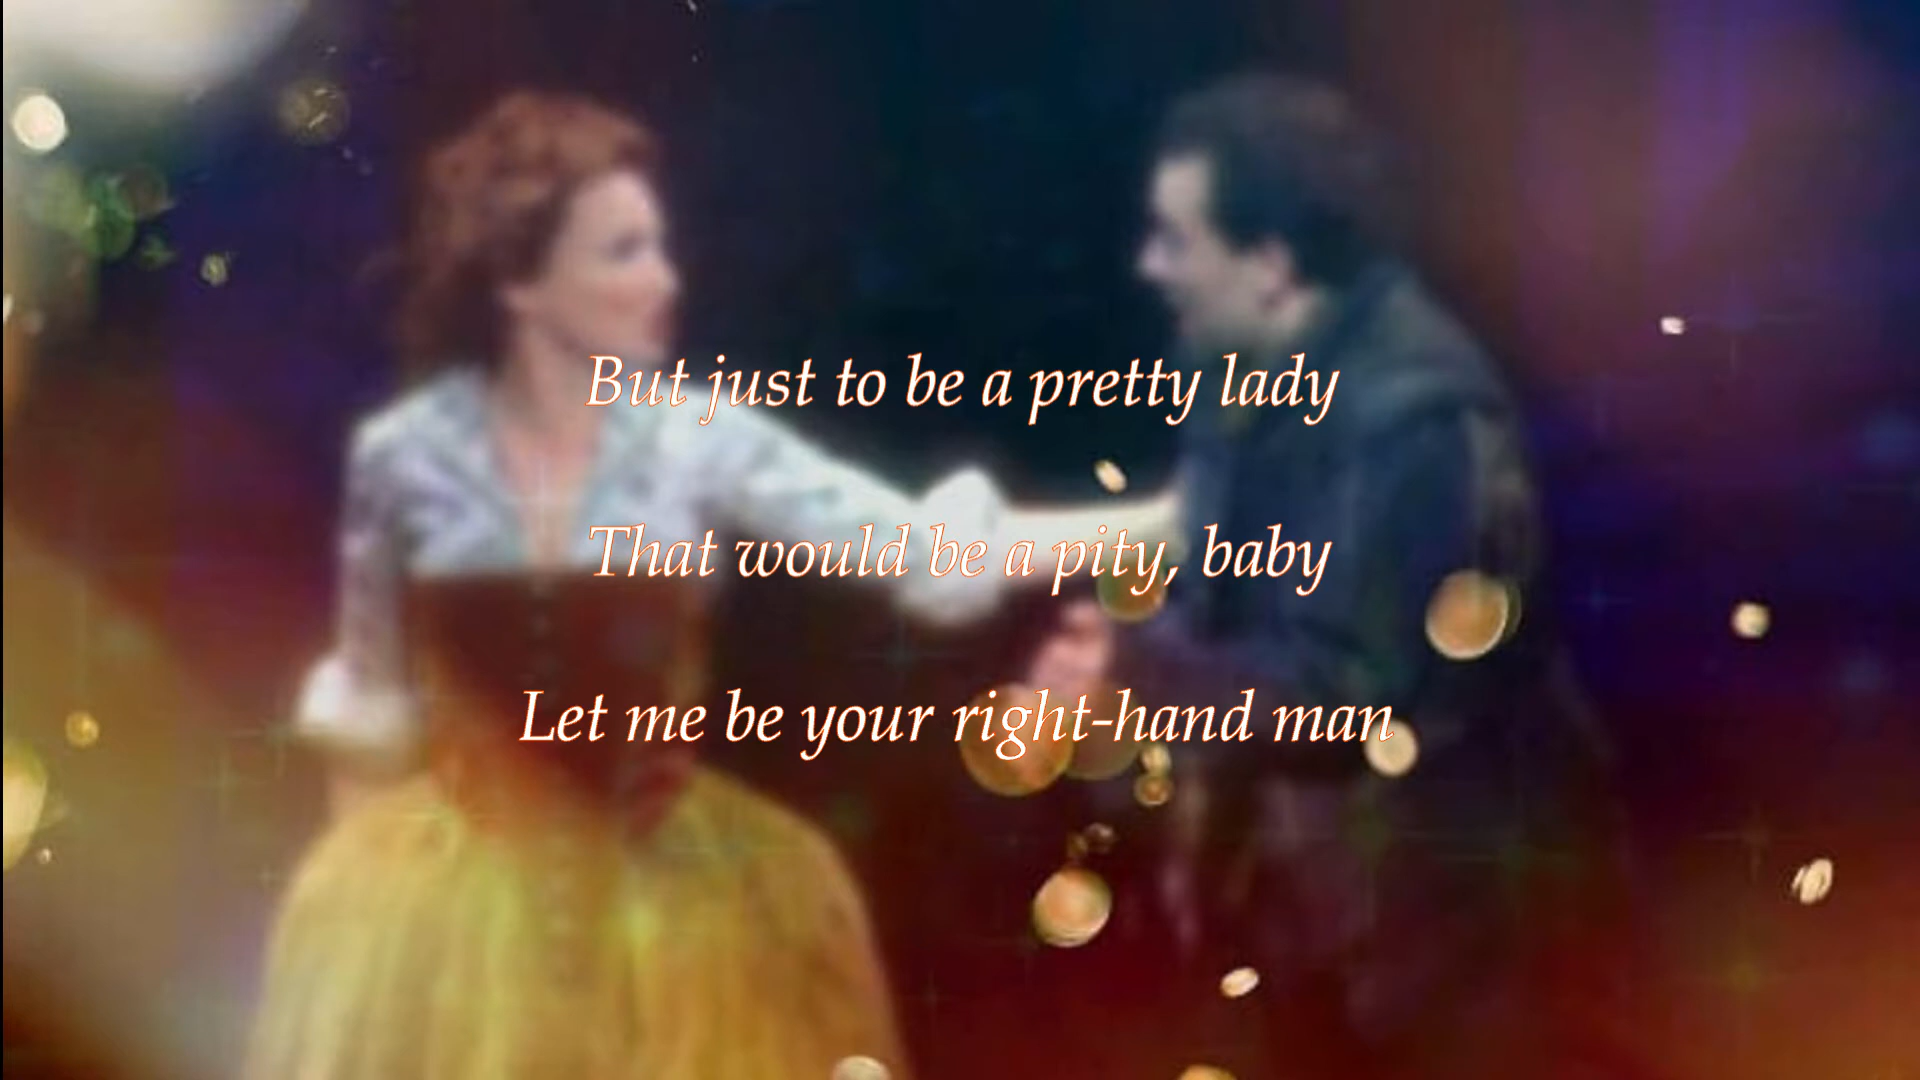 But just to be a pretty lady
That would be a pity, baby
Let me be your right-hand man